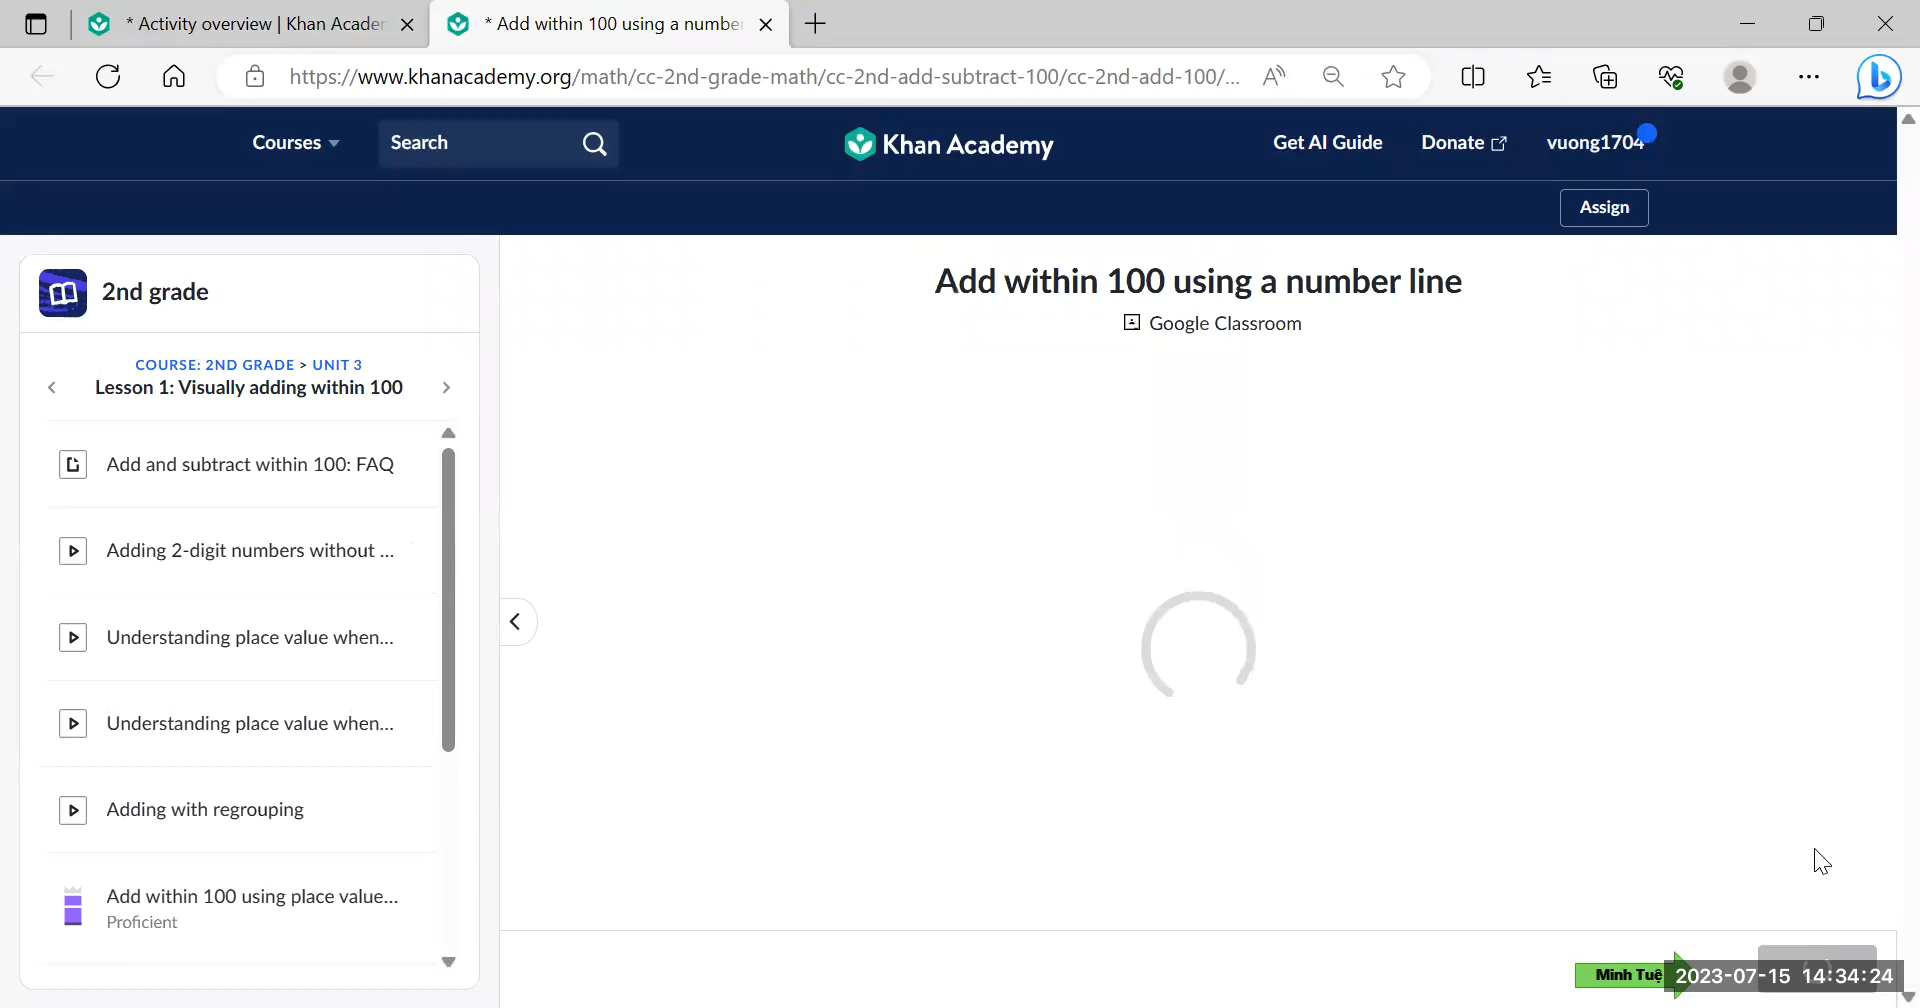 * Activity overview | Khan Acader
* Add within 100 using a number
https://www.khanacademy.org/math/cc-2nd-grade-math/cc-2nd-add-subtract-100/cc-2nd-add-100/...
Courses
Search
Khan Academy
Get AI Guide
Donate
vuong1704
Assign
2nd grade
COURSE: 2ND GRADE > UNIT 3
Lesson 1: Visually adding within 100
Add and subtract within 100: FAQ
Adding 2-digit numbers without ...
Understanding place value when...
Understanding place value when...
Adding with regrouping
Add within 100 using place value...
Proficient
Add within 100 using a number line
Google Classroom
Minh Tuệ
2023-07-15 14:34:24